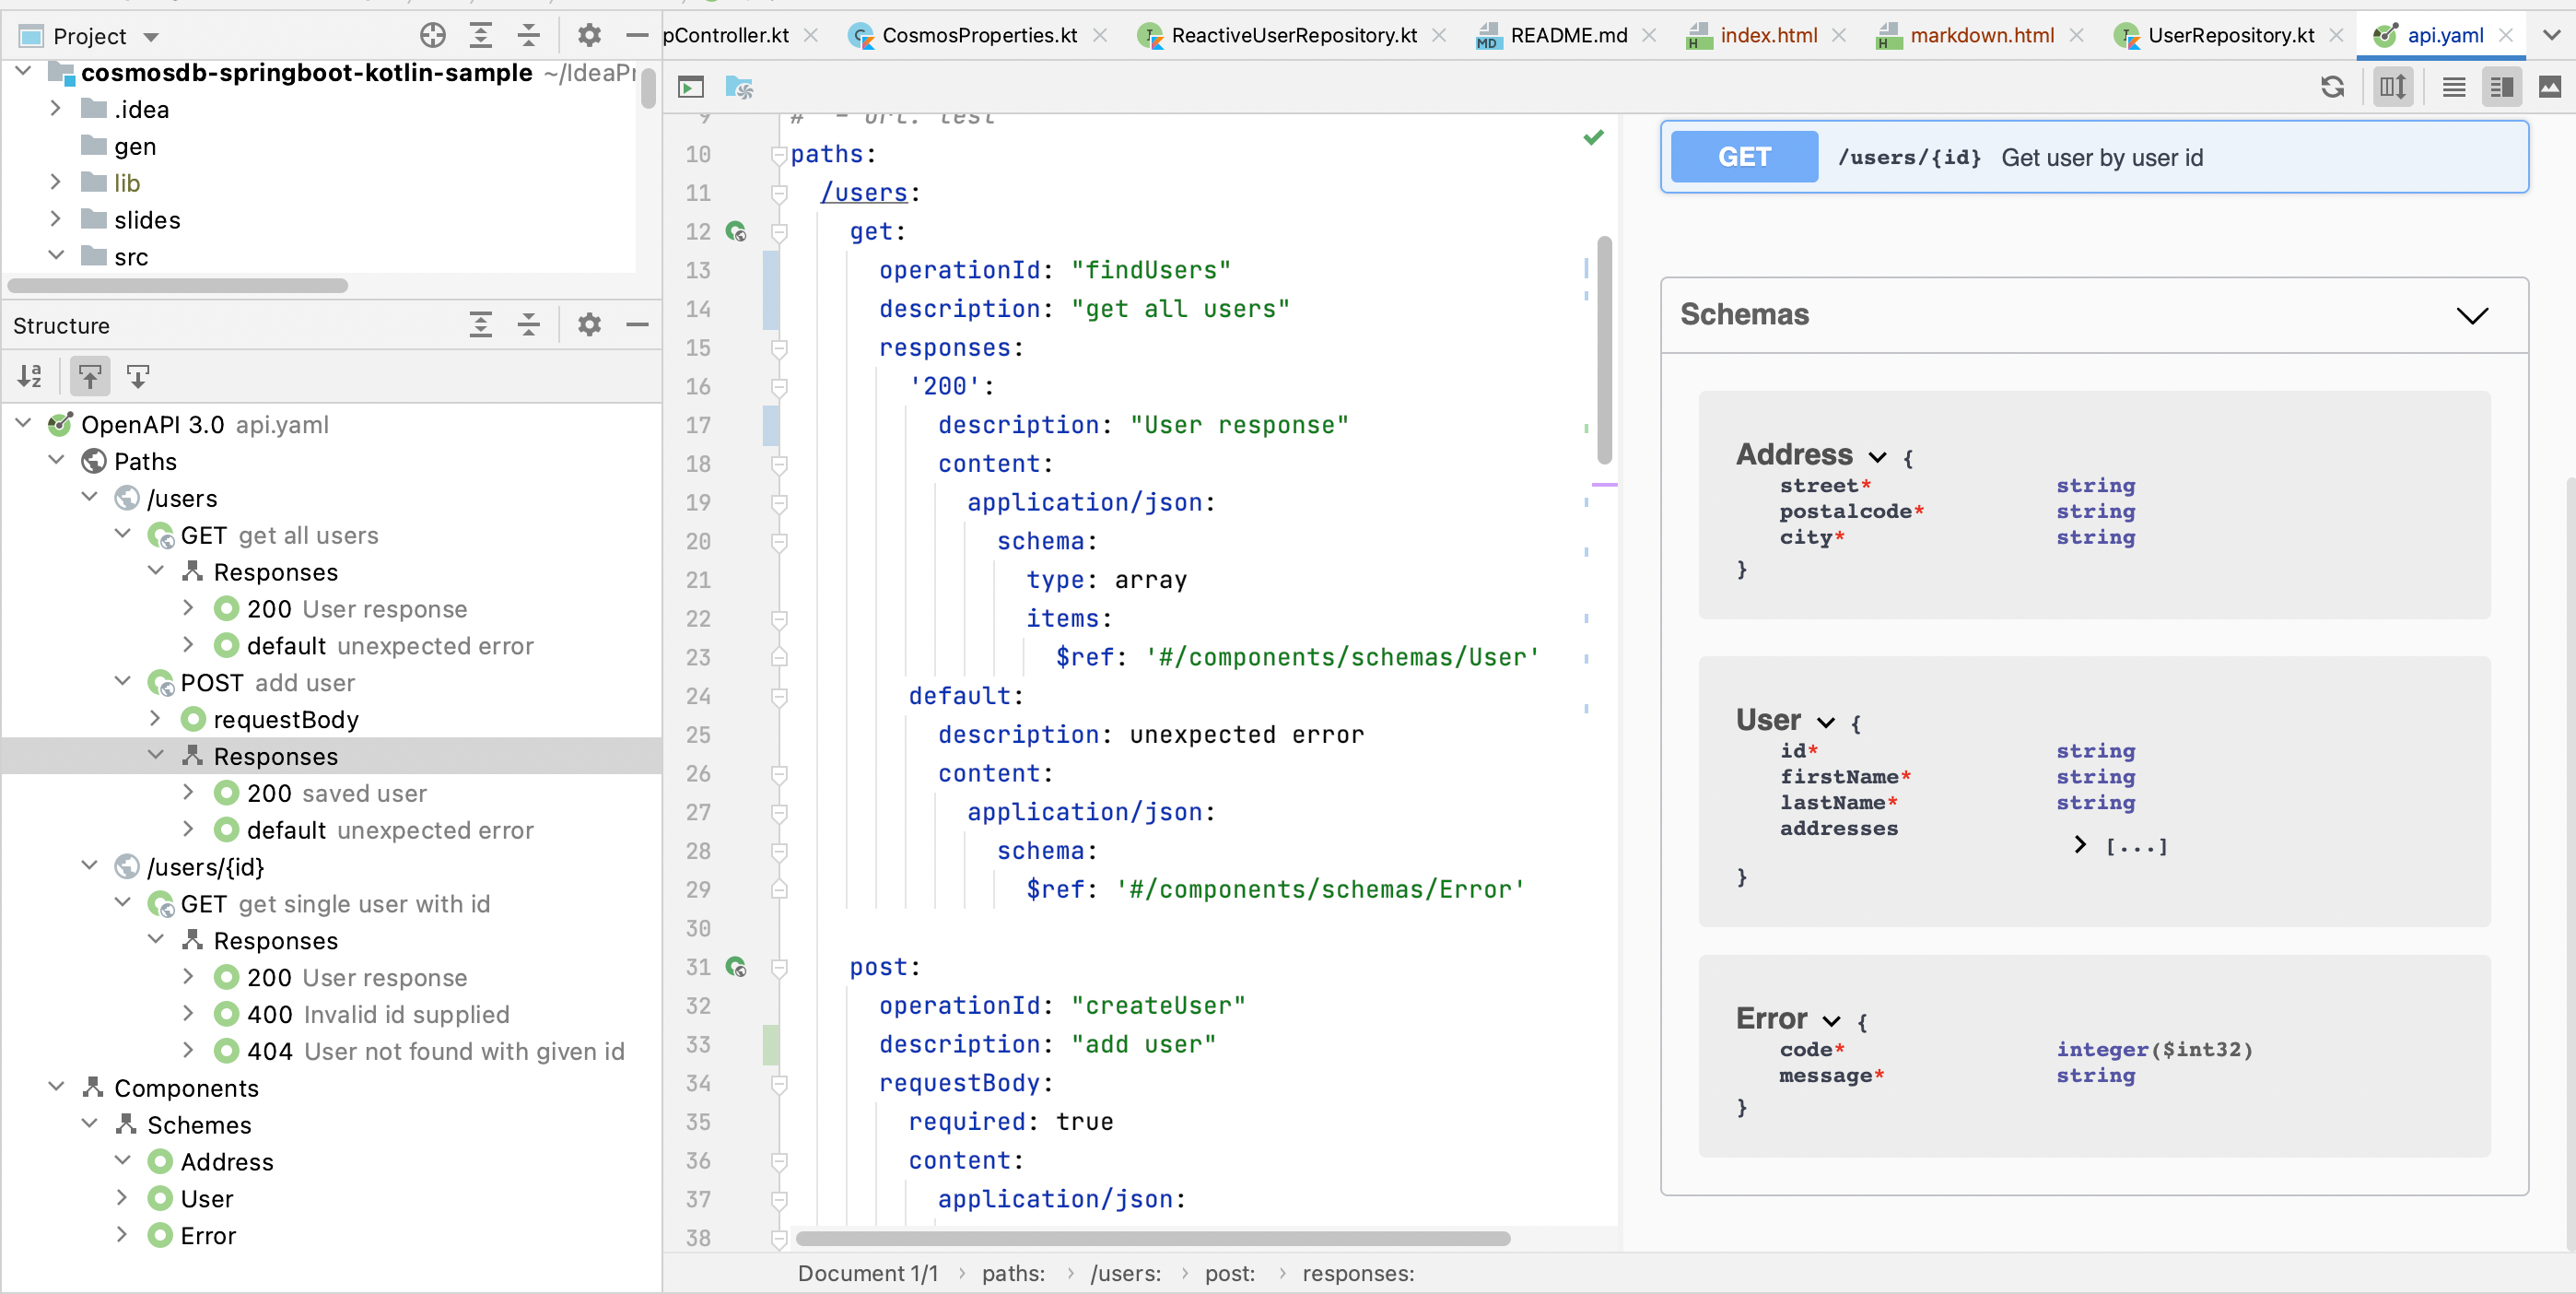 Project
pController.kt
CosmosProperties.kt
ReactiveUserRepository.kt
README.md
index.html
markdown.html
UserRepository.kt
api.yaml
cosmosdb-springboot-kotlin-sample ~/IdeaPr
.idea
gen
lib
slides
src
Structure
OpenAPI 3.0 api.yaml
Paths
/users
GET get all users
Responses
200 User response
default unexpected error
POST add user
requestBody
Responses
200 saved user
default unexpected error
/users/{id}
GET get single user with id
Responses
200 User response
400 Invalid id supplied
404 User not found with given id
Components
Schemes
Address
User
Error
9 # - url: test
10 paths:
11 /users:
12 get:
13 operationId: "findUsers"
14 description: "get all users"
15 responses:
16 '200':
17 description: "User response"
18 content:
19 application/json:
20 schema:
21 type: array
22 items:
23 $ref: '#/components/schemas/User'
24 default:
25 description: unexpected error
26 content:
27 application/json:
28 schema:
29 $ref: '#/components/schemas/Error'
30
31 post:
32 operationId: "createUser"
33 description: "add user"
34 requestBody:
35 required: true
36 content:
37 application/json:
38
Document 1/1 › paths: › /users: › post: › responses:
GET /users/{id} Get user by user id
Schemas
Address {
street* string
postalcode* string
city* string
}
User {
id* string
firstName* string
lastName* string
addresses
[...]
}
Error {
code* integer($int32)
message* string
}